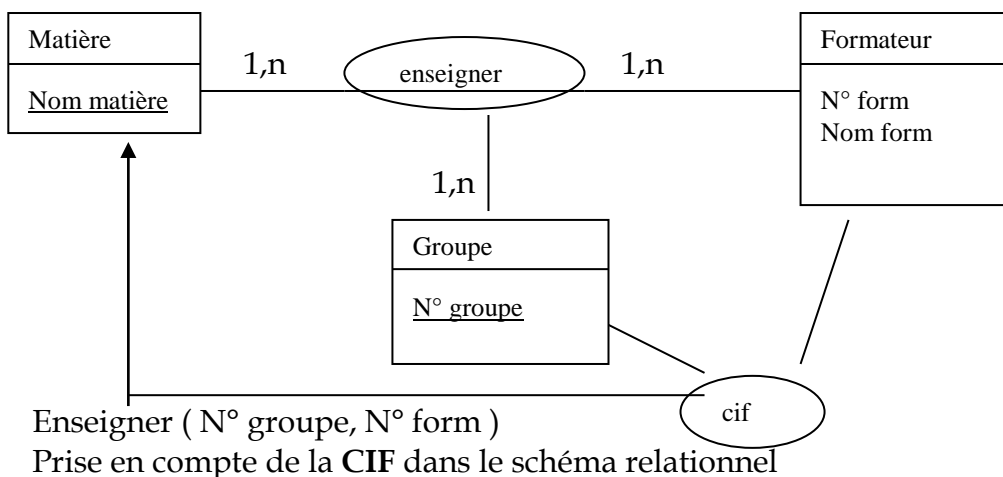 Matière
Nom matière
1,n
enseigner
1,n
Formateur
N° form
Nom form
1,n
Groupe
N° groupe
cif
Enseigner ( N° groupe, N° form )
Prise en compte de la CIF dans le schéma relationnel